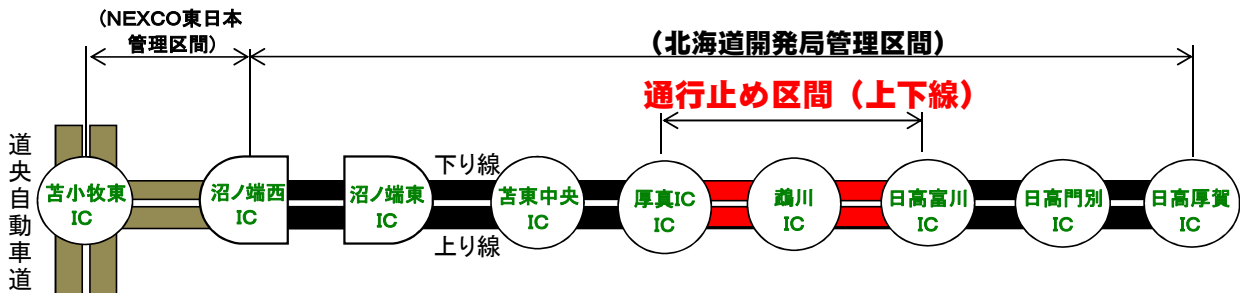 (NEXCO東日本
管理区間)
(北海道開発局管理区間)
通行止め区間(上下線)
道央自動車道
下り線
苫小牧東
IC
沼ノ端西
IC
沼ノ端東
IC
苫東中央
IC
厚真IC
IC
鵡川
IC
日高富川
IC
日高門別
IC
日高厚賀
IC
上り線